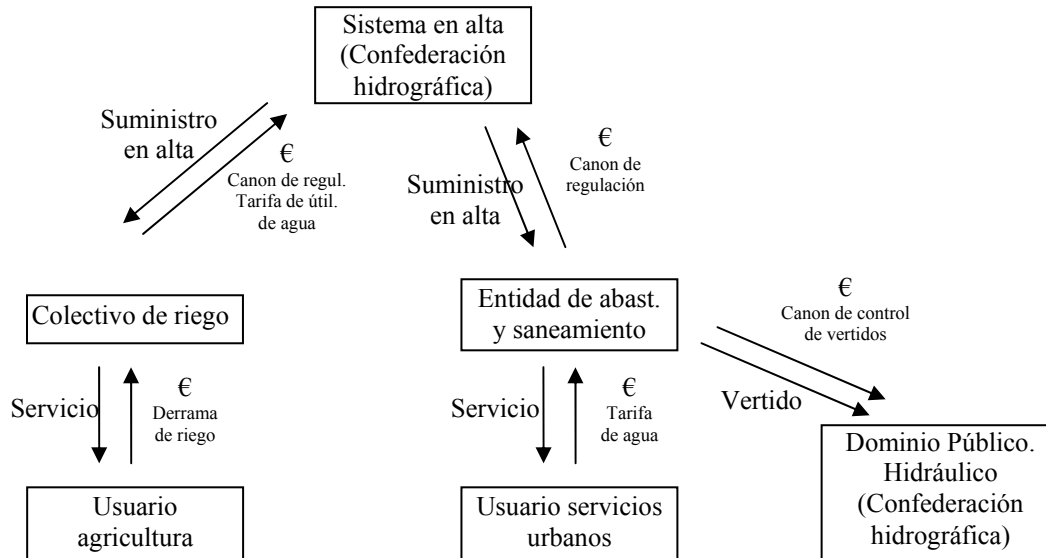 Sistema en alta
(Confederación
hidrográfica)
Suministro
en alta
€
Canon de regul.
Tarifa de útil.
de agua
Suministro
en alta
€
Canon de
regulación
Colectivo de riego
Entidad de abast.
y saneamiento
€
Canon de control
de vertidos
Servicio
€
Derrama
de riego
Servicio
€
Tarifa
de agua
Vertido
Usuario
agricultura
Usuario servicios
urbanos
Dominio Público.
Hidráulico
(Confederación
hidrográfica)